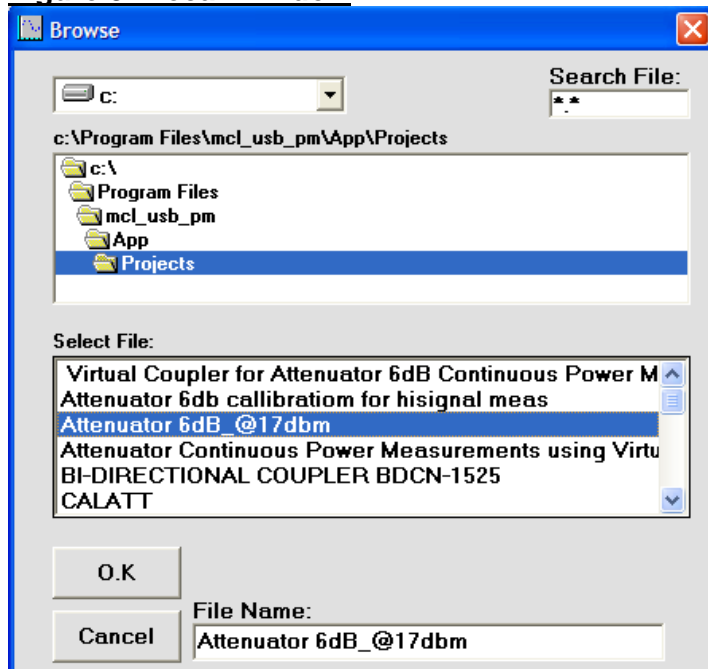 Browse
c:
Search File:
*.*
c:\Program Files\mcl_usb_pm\App\Projects
c:\
Program Files
mcl_usb_pm
App
Projects
Select File:
Virtual Coupler for Attenuator 6dB Continuous Power M
Attenuator 6db callibratiom for hisignal meas
Attenuator 6dB_@17dbm
Attenuator Continuous Power Measurements using Virtu
BI-DIRECTIONAL COUPLER BDCN-1525
CALATT
O.K
File Name:
Cancel
Attenuator 6dB_@17dbm